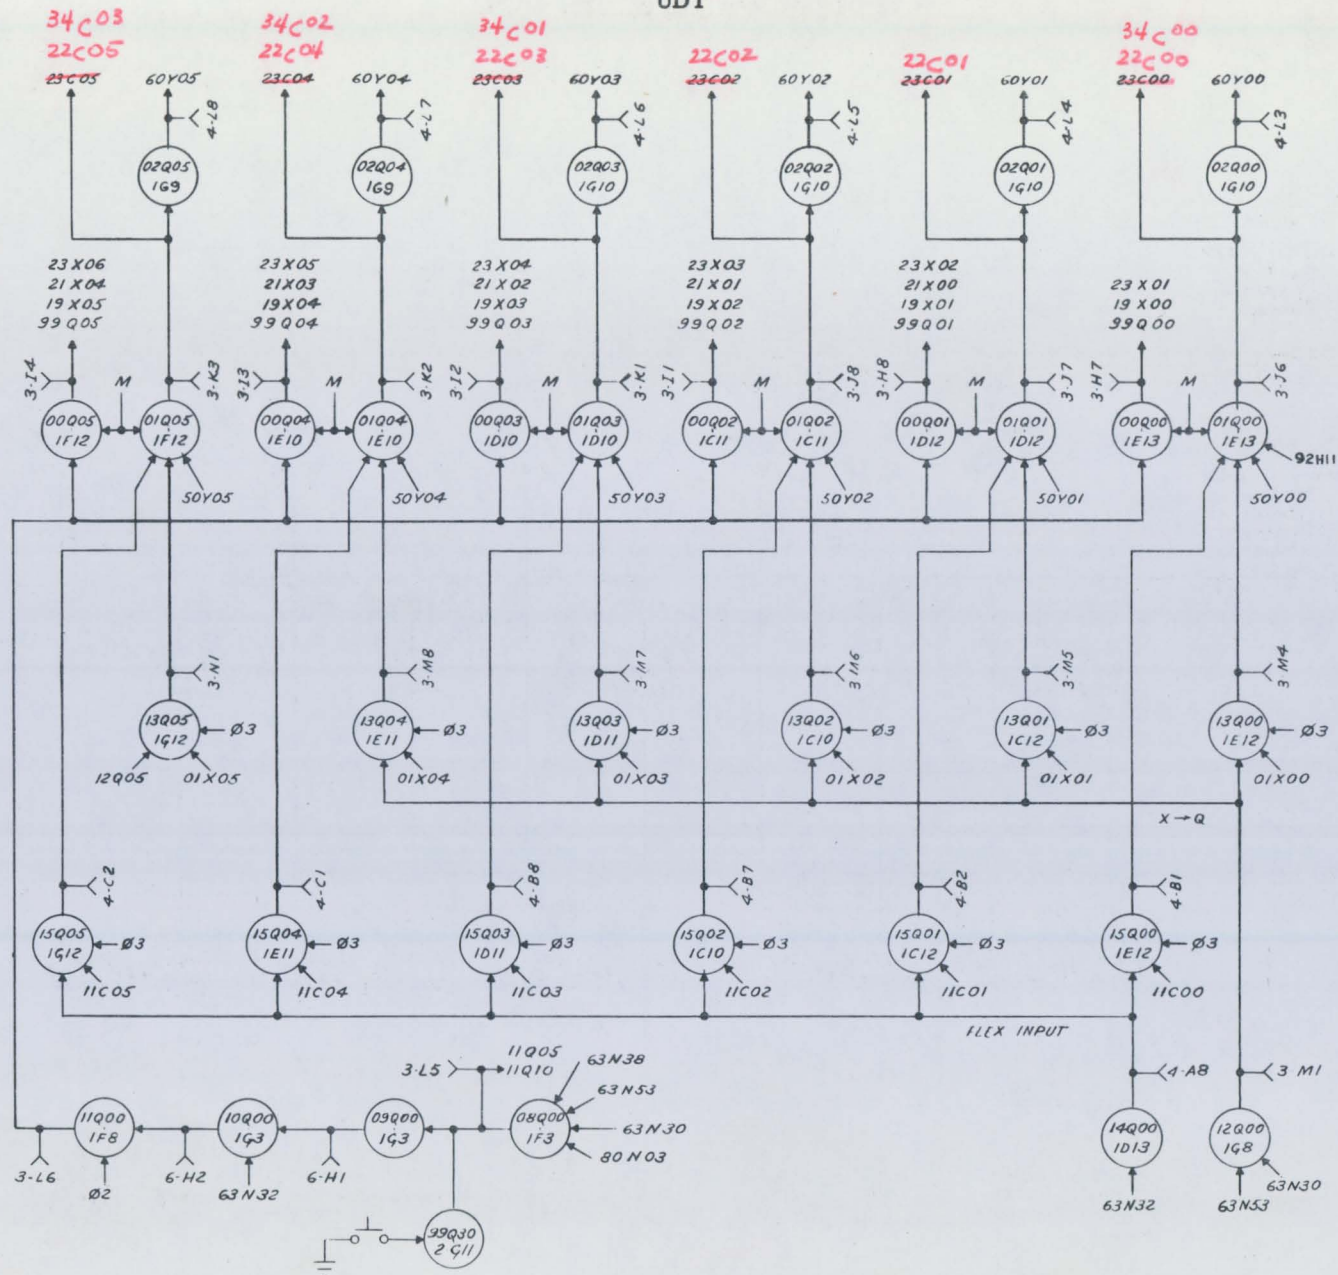 UDT
34C03 34C02 34C01 34C00
22C05 22C04 22C03 22C02 22C01 22C00
23C05 60Y05 23C04 60Y04 23C03 60Y03 23C02 60Y02 23C01 60Y01 23C00 60Y00
4-L8 4-L7 4-L6 4-L5 4-L4 4-L3
02Q05 02Q04 02Q03 02Q02 02Q01 02Q00
1G9 1G9 1G10 1G10 1G10 1G10
23X06 23X05 23X04 23X03 23X02 23X01
21X04 21X03 21X02 21X01 21X00
19X05 19X04 19X03 19X02 19X01 19X00
99Q05 99Q04 99Q03 99Q02 99Q01 99Q00
3-I4 M 3-K3 3-I3 M 3-K2 3-I2 M 3-K1 3-I1 M 3-J8 3-H8 M 3-J7 3-H7 M 3-J6
00Q05 01Q05 00Q04 01Q04 00Q03 01Q03 00Q02 01Q02 00Q01 01Q01 00Q00 01Q00
1F12 1F12 1E10 1E10 1D10 1D10 1C11 1C11 1D12 1D12 1E13 1E13
92H11
50Y05 50Y04 50Y03 50Y02 50Y01 50Y00
3-N1 3-M8 3-M7 3-M6 3-M5 3-M4
13Q05 13Q04 13Q03 13Q02 13Q01 13Q00
1G12 Ø3 1E11 Ø3 1D11 Ø3 1C10 Ø3 1C12 Ø3 1E12 Ø3
12Q05 01X05 01X04 01X03 01X02 01X01 01X00
X→Q
4-C2 4-C1 4-B8 4-B7 4-B2 4-B1
15Q05 15Q04 15Q03 15Q02 15Q01 15Q00
1G12 Ø3 1E11 Ø3 1D11 Ø3 1C10 Ø3 1C12 Ø3 1E12 Ø3
11C05 11C04 11C03 11C02 11C01 11C00
FLEX INPUT
11Q05 63N38
3-L5 11Q10 4-A8 3-M1
63N53
11Q00 10Q00 09Q00 08Q00 14Q00 12Q00
1F8 1G3 1G3 1F3 63N30 1D13 1G8
80N03
3-L6 Ø2 6-H2 63N32 6-H1 63N32 63N53 63N30
99Q30
2G11